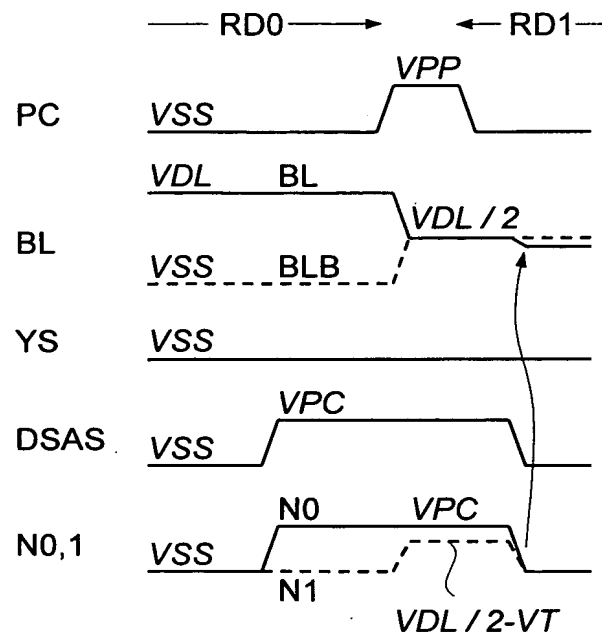 RD0 RD1
VPP
PC VSS
VDL BL VDL / 2
BL
VSS BLB
YS VSS
VPC
DSAS VSS
N0 VPC
N0,1 VSS
N1
VDL / 2-VT